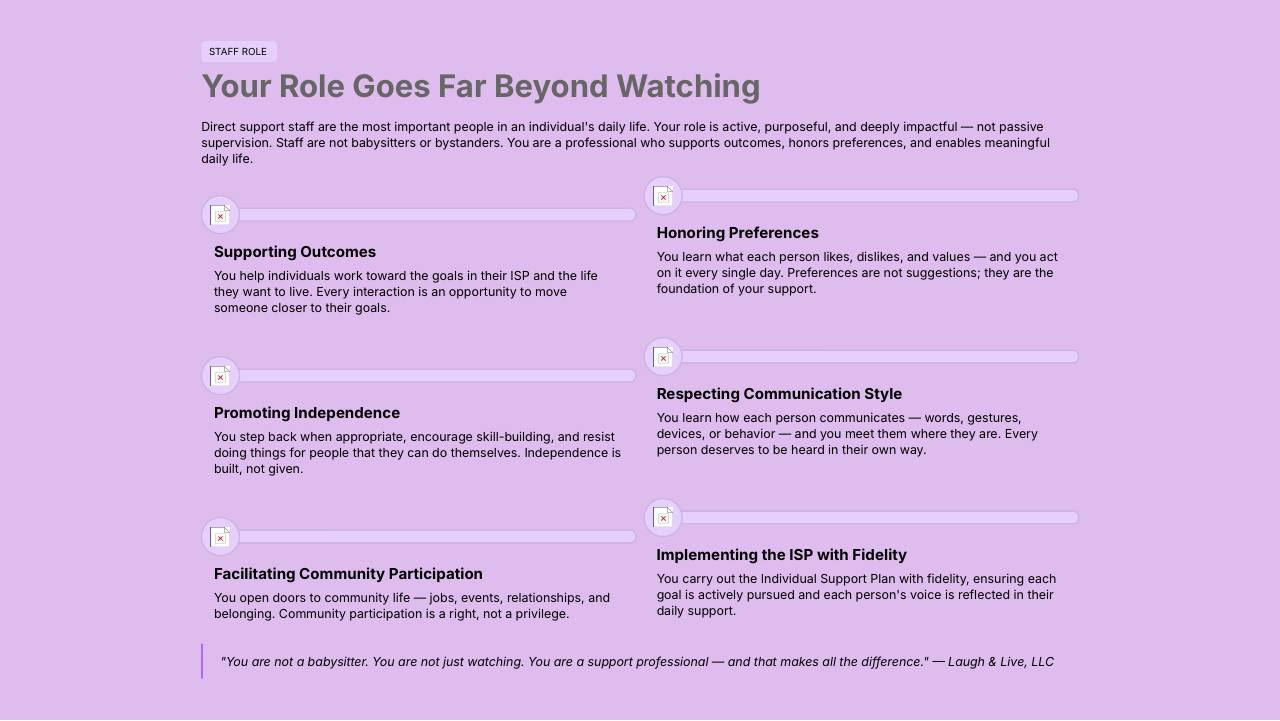 STAFF ROLE
Your Role Goes Far Beyond Watching
Direct support staff are the most important people in an individual's daily life. Your role is active, purposeful, and deeply impactful — not passive
supervision. Staff are not babysitters or bystanders. You are a professional who supports outcomes, honors preferences, and enables meaningful
daily life.
Supporting Outcomes
You help individuals work toward the goals in their ISP and the life
they want to live. Every interaction is an opportunity to move
someone closer to their goals.
Honoring Preferences
You learn what each person likes, dislikes, and values — and you act
on it every single day. Preferences are not suggestions; they are the
foundation of your support.
Promoting Independence
You step back when appropriate, encourage skill-building, and resist
doing things for people that they can do themselves. Independence is
built, not given.
Respecting Communication Style
You learn how each person communicates — words, gestures,
devices, or behavior — and you meet them where they are. Every
person deserves to be heard in their own way.
Facilitating Community Participation
You open doors to community life — jobs, events, relationships, and
belonging. Community participation is a right, not a privilege.
Implementing the ISP with Fidelity
You carry out the Individual Support Plan with fidelity, ensuring each
goal is actively pursued and each person's voice is reflected in their
daily support.
"You are not a babysitter. You are not just watching. You are a support professional — and that makes all the difference." — Laugh & Live, LLC